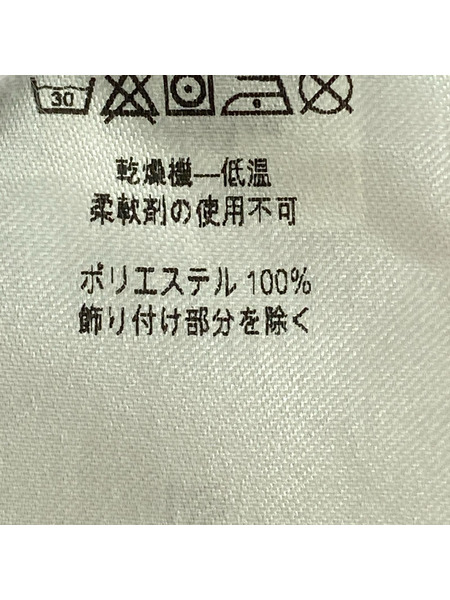 30
乾燥機—低温
柔軟剤の使用不可
ポリエステル 100%
飾り付け部分を除く